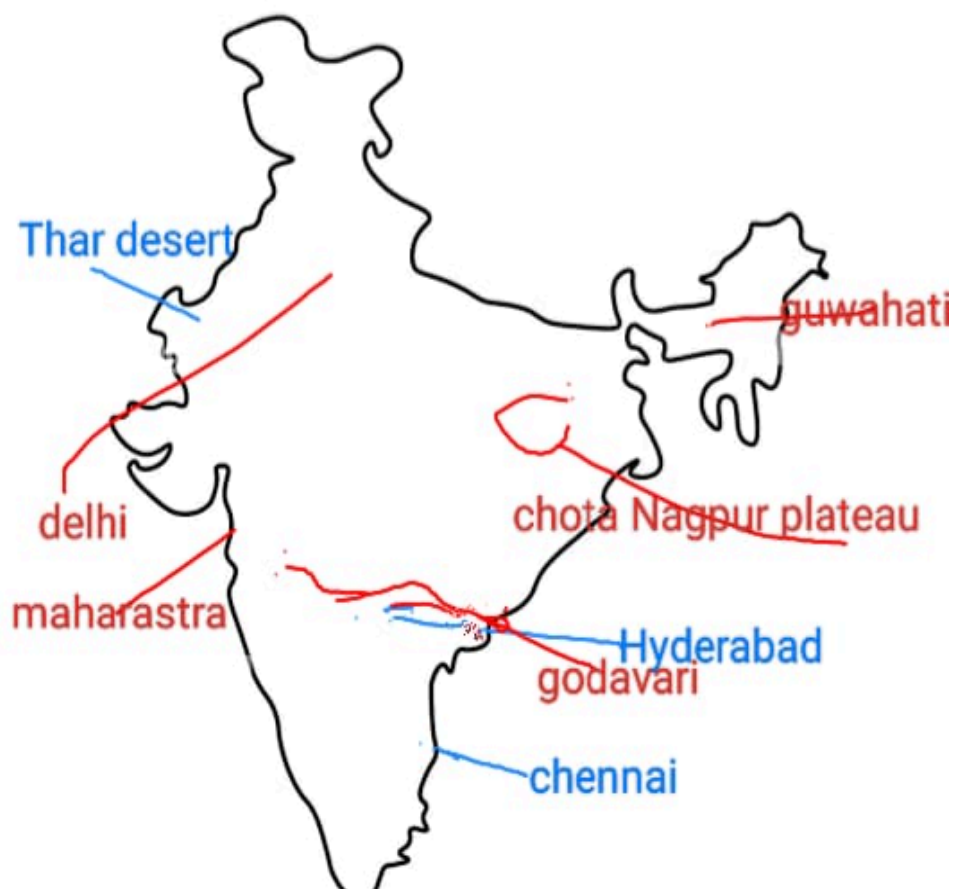 Thar desert
guwahati
delhi
chota Nagpur plateau
maharastra
Hyderabad
godavari
chennai